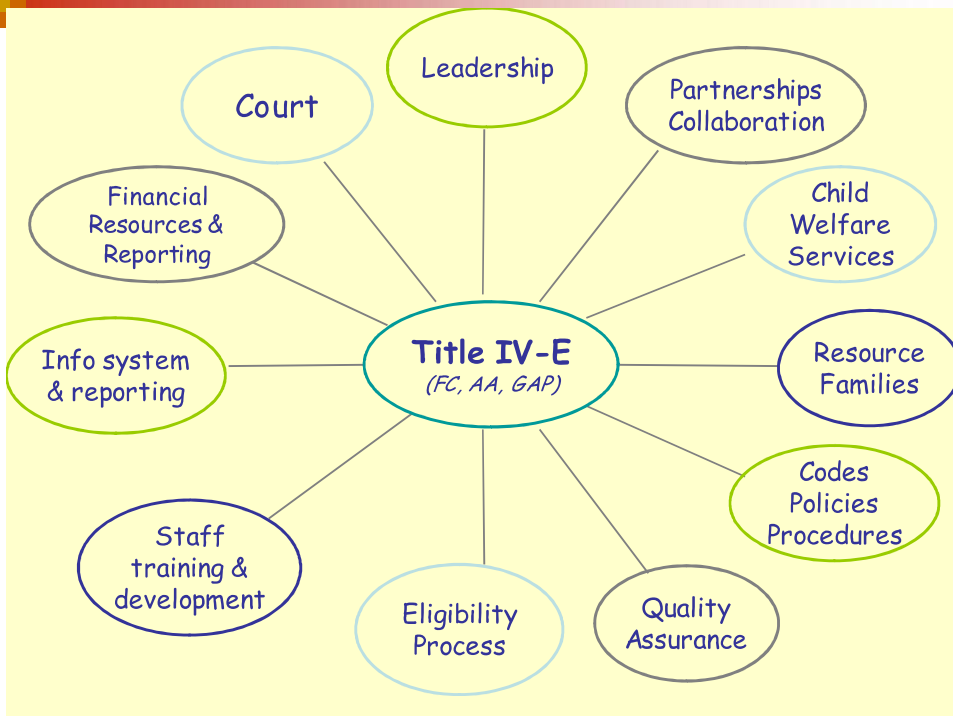 Leadership
Court
Partnerships
Collaboration
Financial
Resources &
Reporting
Child
Welfare
Services
Title IV-E
(FC, AA, GAP)
Info system
& reporting
Resource
Families
Codes
Policies
Procedures
Staff
training &
development
Eligibility
Process
Quality
Assurance